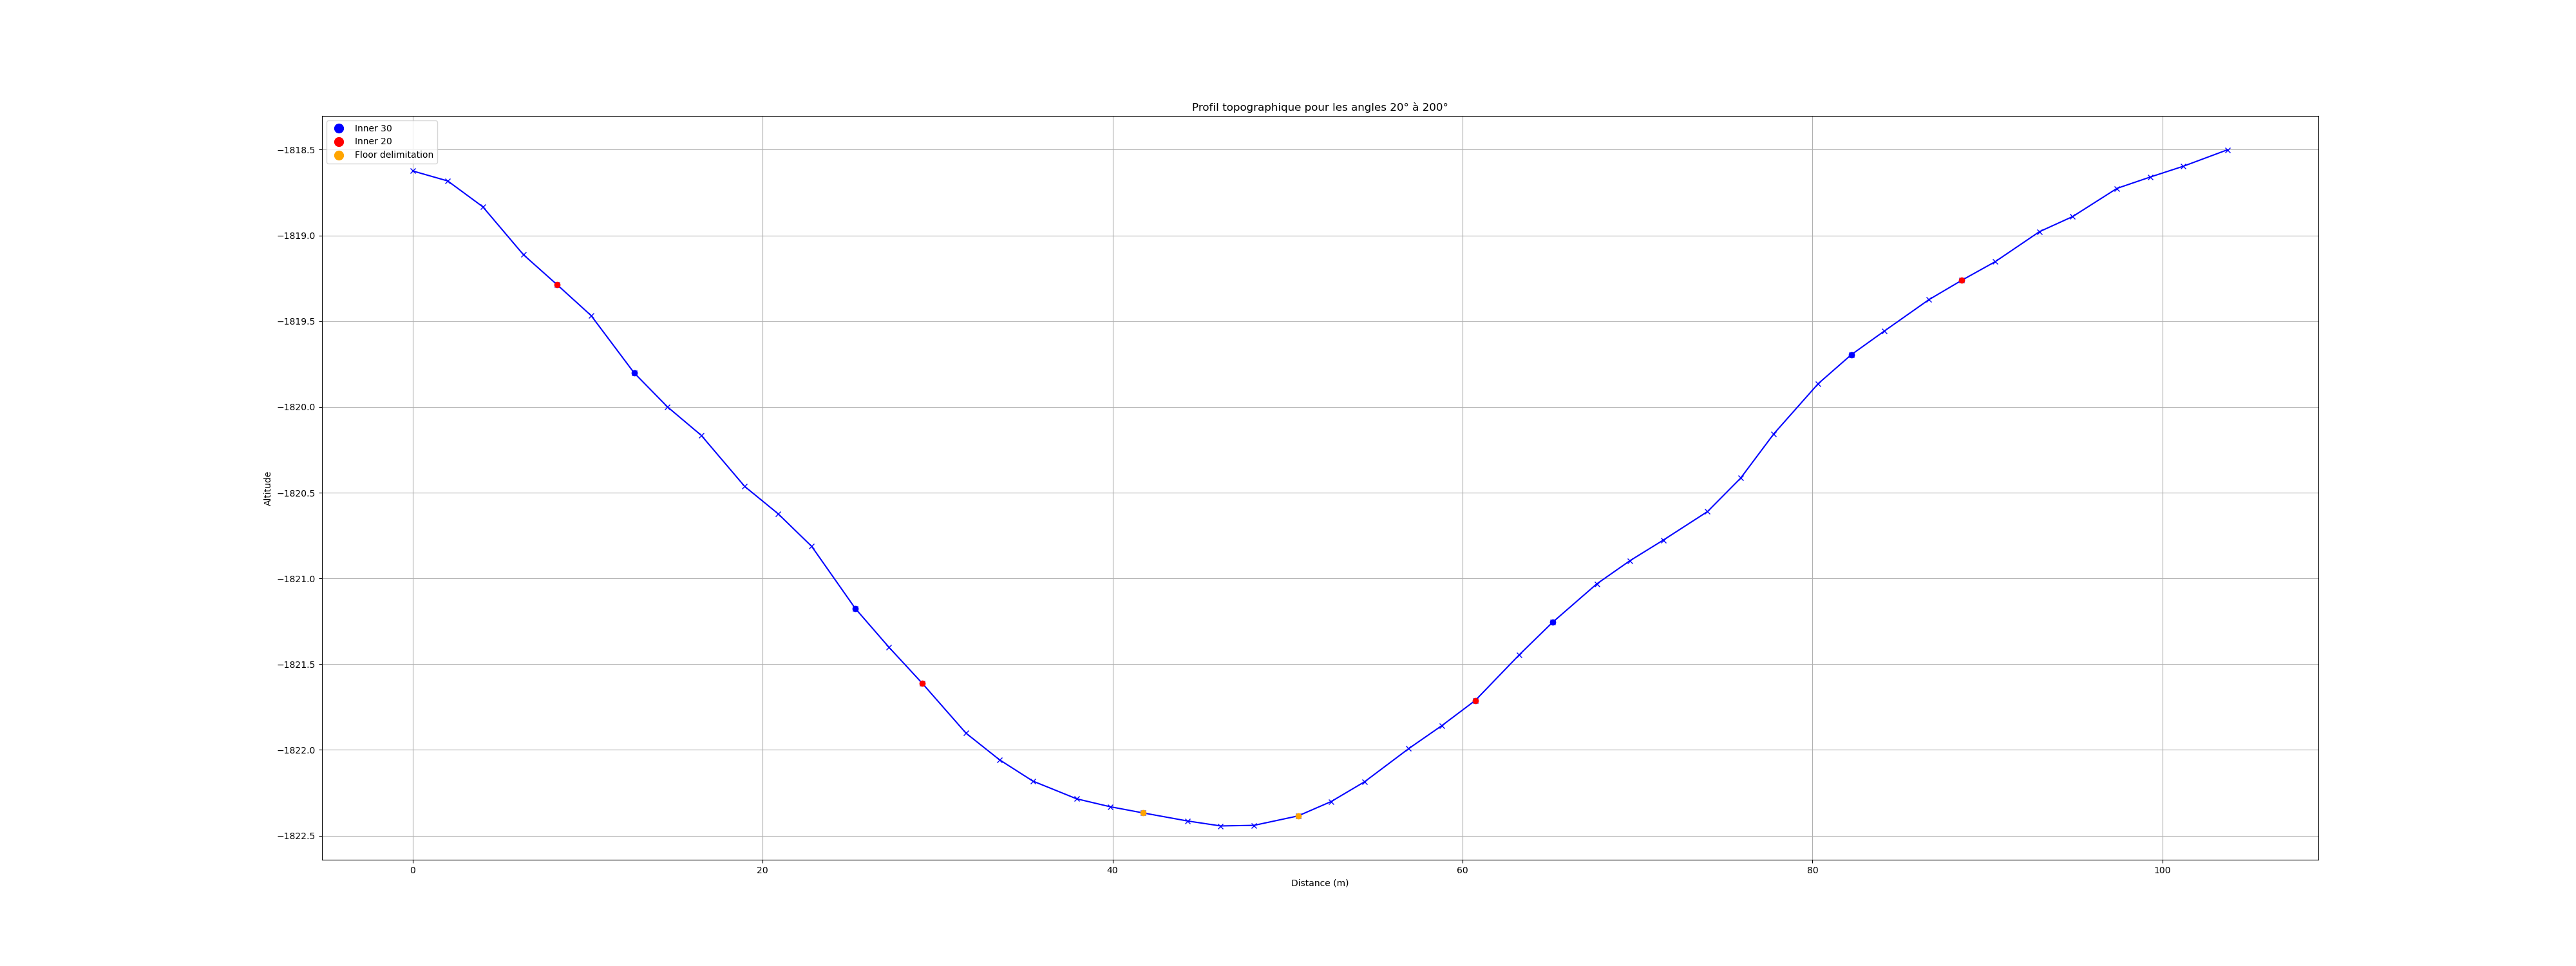 Profil topographique pour les angles 20° à 200°
Inner 30
Inner 20
Floor delimitation
−1818.5
−1819.0
−1819.5
−1820.0
−1820.5
−1821.0
−1821.5
−1822.0
−1822.5
Altitude
0 20 40 60 80 100
Distance (m)